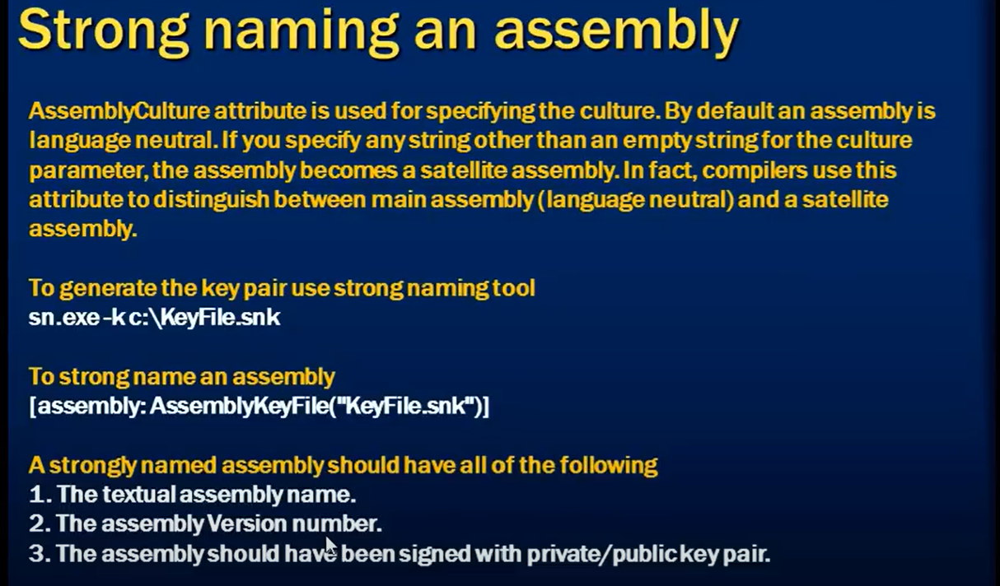 Strong naming an assembly
AssemblyCulture attribute is used for specifying the culture. By default an assembly is
language neutral. If you specify any string other than an empty string for the culture
parameter, the assembly becomes a satellite assembly. In fact, compilers use this
attribute to distinguish between main assembly (language neutral) and a satellite
assembly.
To generate the key pair use strong naming tool
sn.exe -k c:\KeyFile.snk
To strong name an assembly
[assembly: AssemblyKeyFile("KeyFile.snk")]
A strongly named assembly should have all of the following
1. The textual assembly name.
2. The assembly Version number.
3. The assembly should have been signed with private/public key pair.